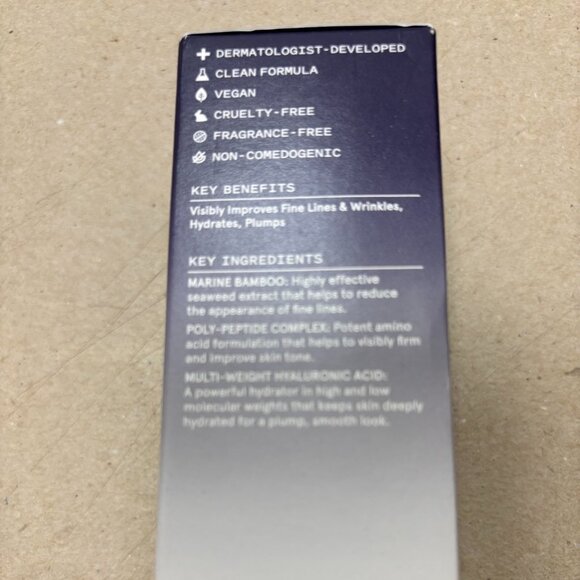 DERMATOLOGIST-DEVELOPED
CLEAN FORMULA
VEGAN
CRUELTY-FREE
FRAGRANCE-FREE
NON-COMEDOGENIC
KEY BENEFITS
Visibly Improves Fine Lines & Wrinkles,
Hydrates, Plumps
KEY INGREDIENTS
MARINE BAMBOO: Highly effective
seaweed extract that helps to reduce
the appearance of fine lines.
POLY-PEPTIDE COMPLEX: Potent amino
acid formulation that helps to visibly firm
and improve skin tone.
MULTI-WEIGHT HYALURONIC ACID:
A powerful hydrator in high and low
molecular weights that keeps skin deeply
hydrated for a plump, smooth look.